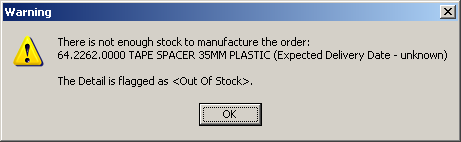 Warning
There is not enough stock to manufacture the order:
64.2262.0000 TAPE SPACER 35MM PLASTIC (Expected Delivery Date - unknown)
The Detail is flagged as <Out Of Stock>.
OK